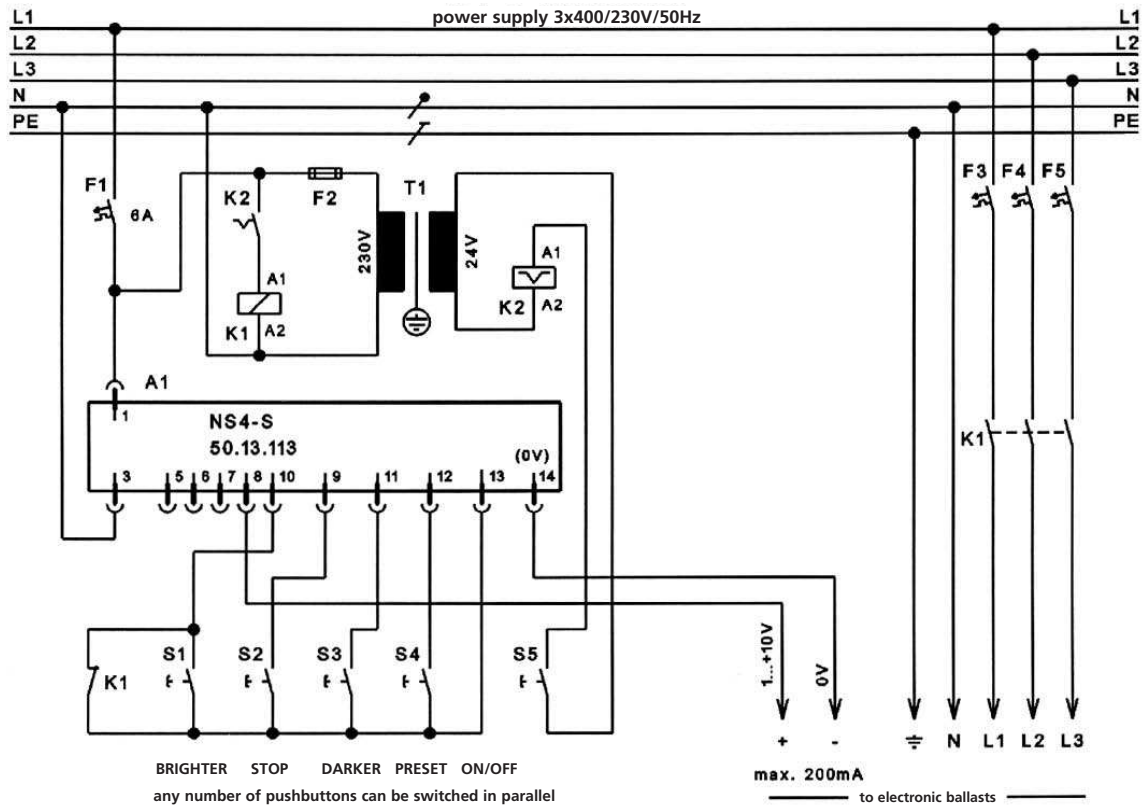 power supply 3x400/230V/50Hz
L1 L1
L2 L2
L3 L3
N N
PE PE
F1
6A
K2
F2
T1
230V
24V
A1
K1
A2
A1
K2
A2
F3 F4 F5
A1
1
NS4-S
50.13.113
(0V)
3 5 6 7 8 10 9 11 12 13 14
K1
K1
S1 S2 S3 S4 S5
1...+10V
0V
+ - N L1 L2 L3
max. 200mA
to electronic ballasts
BRIGHTER STOP DARKER PRESET ON/OFF
any number of pushbuttons can be switched in parallel